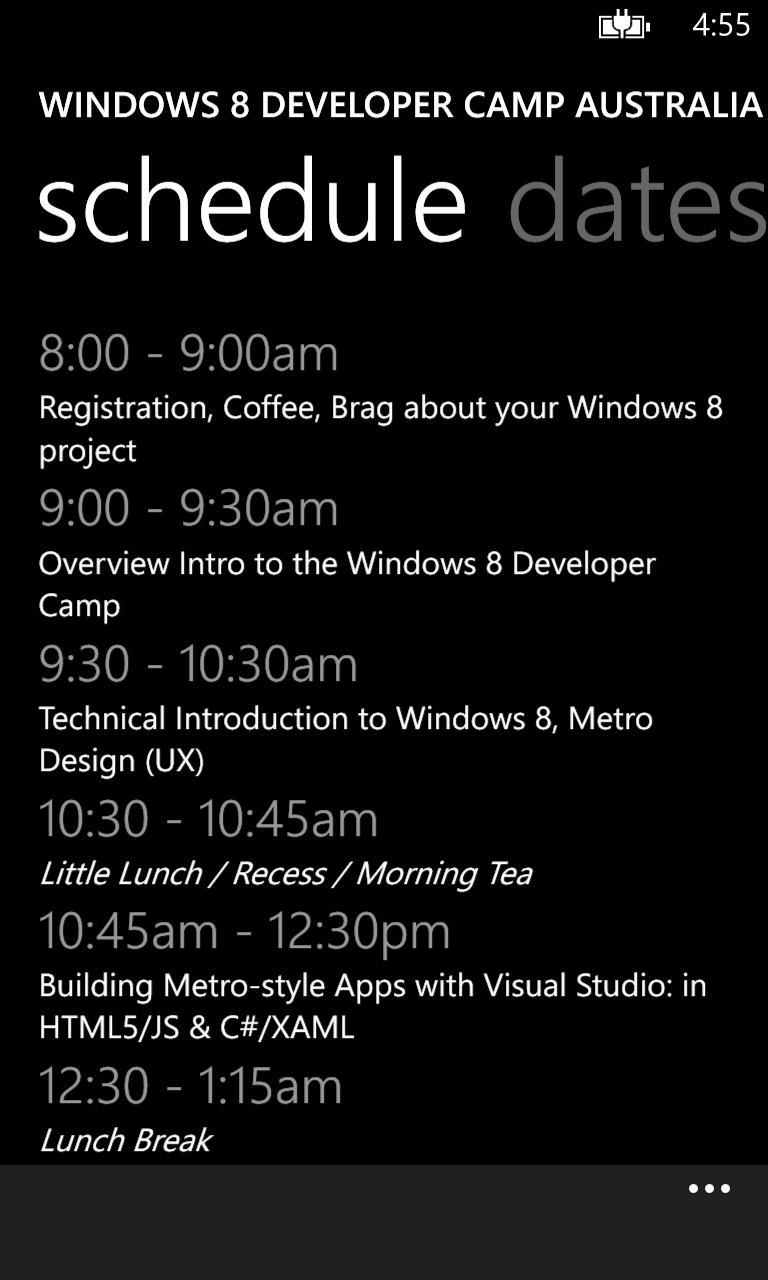 4:55
WINDOWS 8 DEVELOPER CAMP AUSTRALIA
schedule dates
8:00 - 9:00am
Registration, Coffee, Brag about your Windows 8
project
9:00 - 9:30am
Overview Intro to the Windows 8 Developer
Camp
9:30 - 10:30am
Technical Introduction to Windows 8, Metro
Design (UX)
10:30 - 10:45am
Little Lunch / Recess / Morning Tea
10:45am - 12:30pm
Building Metro-style Apps with Visual Studio: in
HTML5/JS & C#/XAML
12:30 - 1:15am
Lunch Break